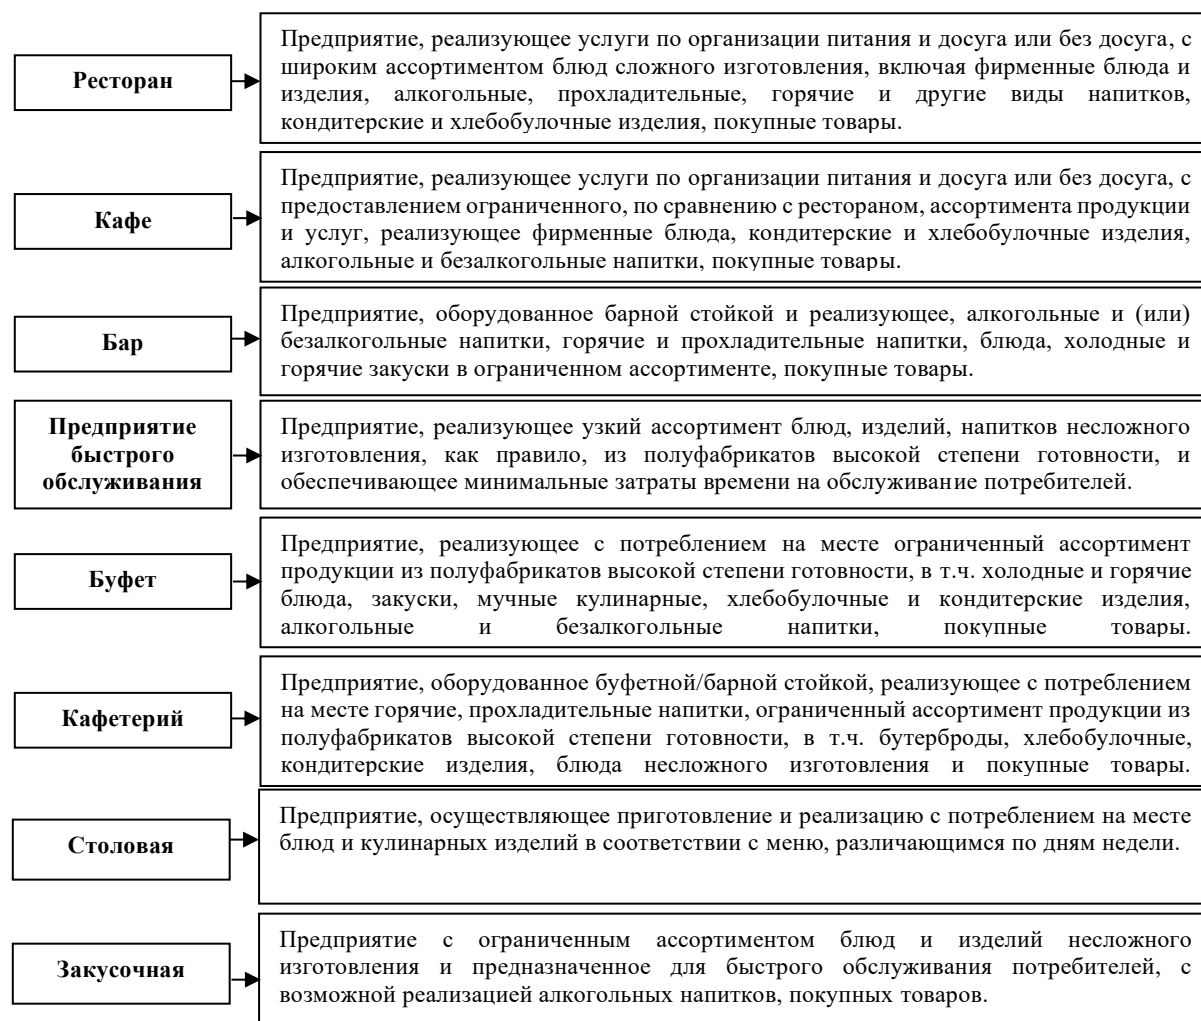 Ресторан
Предприятие, реализующее услуги по организации питания и досуга или без досуга, с
широким ассортиментом блюд сложного изготовления, включая фирменные блюда и
изделия, алкогольные, прохладительные, горячие и другие виды напитков,
кондитерские и хлебобулочные изделия, покупные товары.
Кафе
Предприятие, реализующее услуги по организации питания и досуга или без досуга, с
предоставлением ограниченного, по сравнению с рестораном, ассортимента продукции
и услуг, реализующее фирменные блюда, кондитерские и хлебобулочные изделия,
алкогольные и безалкогольные напитки, покупные товары.
Бар
Предприятие, оборудованное барной стойкой и реализующее, алкогольные и (или)
безалкогольные напитки, горячие и прохладительные напитки, блюда, холодные и
горячие закуски в ограниченном ассортименте, покупные товары.
Предприятие
быстрого
обслуживания
Предприятие, реализующее узкий ассортимент блюд, изделий, напитков несложного
изготовления, как правило, из полуфабрикатов высокой степени готовности, и
обеспечивающее минимальные затраты времени на обслуживание потребителей.
Буфет
Предприятие, реализующее с потреблением на месте ограниченный ассортимент
продукции из полуфабрикатов высокой степени готовности, в т.ч. холодные и горячие
блюда, закуски, мучные кулинарные, хлебобулочные и кондитерские изделия,
алкогольные и безалкогольные напитки, покупные товары.
Кафетерий
Предприятие, оборудованное буфетной/барной стойкой, реализующее с потреблением
на месте горячие, прохладительные напитки, ограниченный ассортимент продукции из
полуфабрикатов высокой степени готовности, в т.ч. бутерброды, хлебобулочные,
кондитерские изделия, блюда несложного изготовления и покупные товары.
Столовая
Предприятие, осуществляющее приготовление и реализацию с потреблением на месте
блюд и кулинарных изделий в соответствии с меню, различающимся по дням недели.
Закусочная
Предприятие с ограниченным ассортиментом блюд и изделий несложного
изготовления и предназначенное для быстрого обслуживания потребителей, с
возможной реализацией алкогольных напитков, покупных товаров.